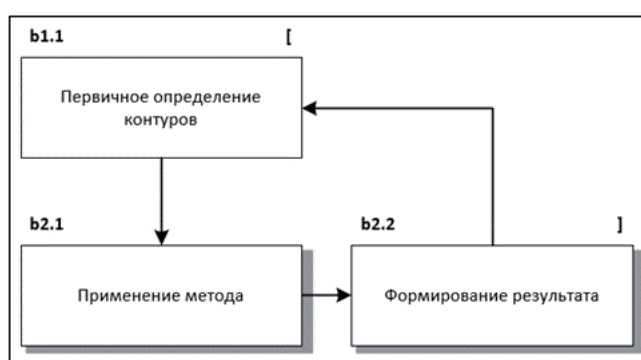 b1.1 [
Первичное определение
контуров
b2.1
Применение метода
b2.2 ]
Формирование результата